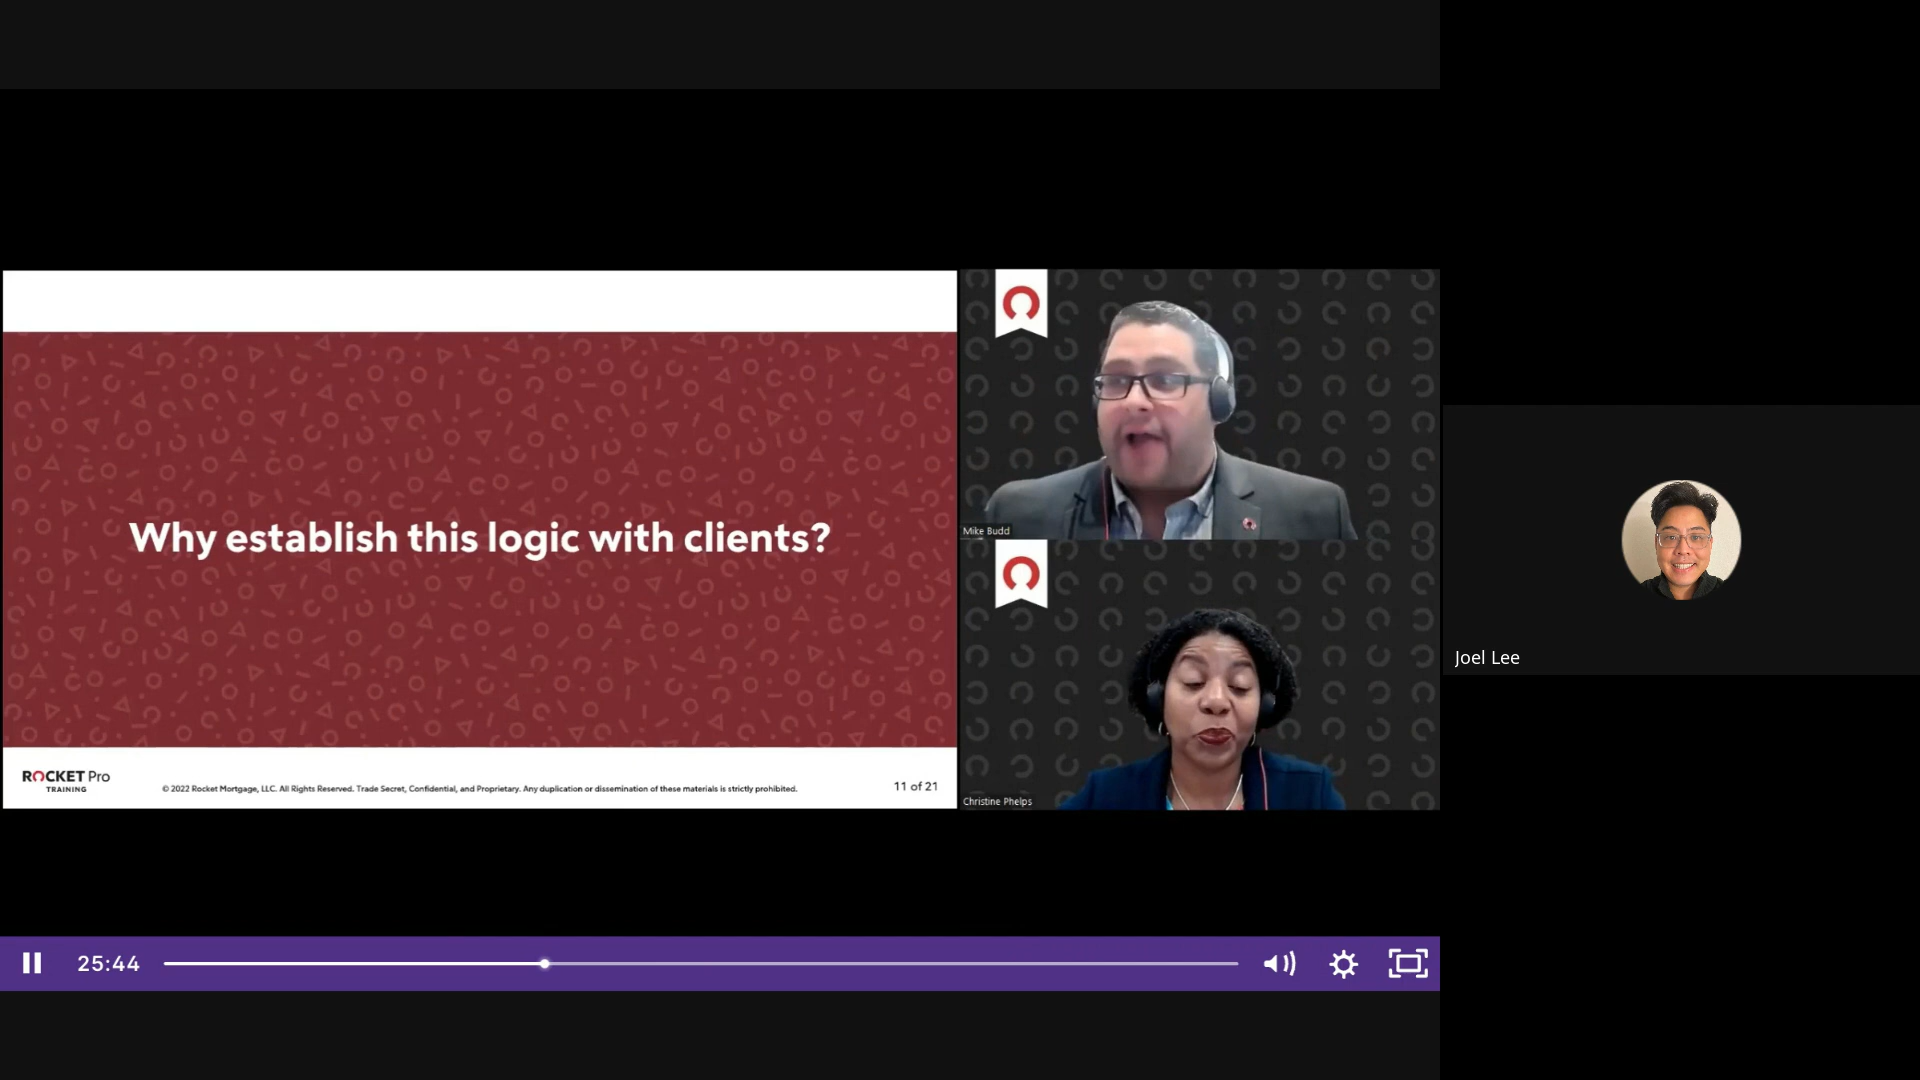 Why establish this logic with clients?
ROCKET Pro
TRAINING
© 2022 Rocket Mortgage, LLC. All Rights Reserved. Trade Secret, Confidential, and Proprietary. Any duplication or dissemination of these materials is strictly prohibited.
11 of 21
Mike Budd
Christine Phelps
Joel Lee
25:44